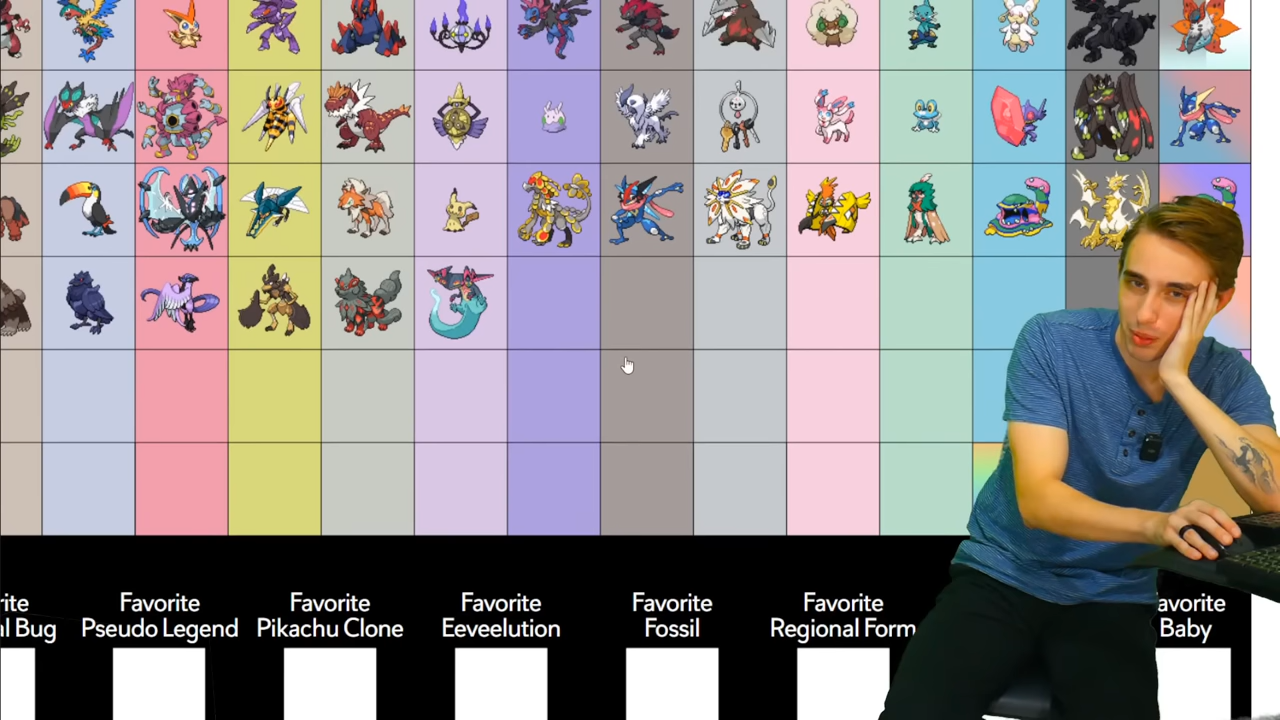 rite
l Bug
Favorite
Pseudo Legend
Favorite
Pikachu Clone
Favorite
Eeveelution
Favorite
Fossil
Favorite
Regional Form
avorite
Baby